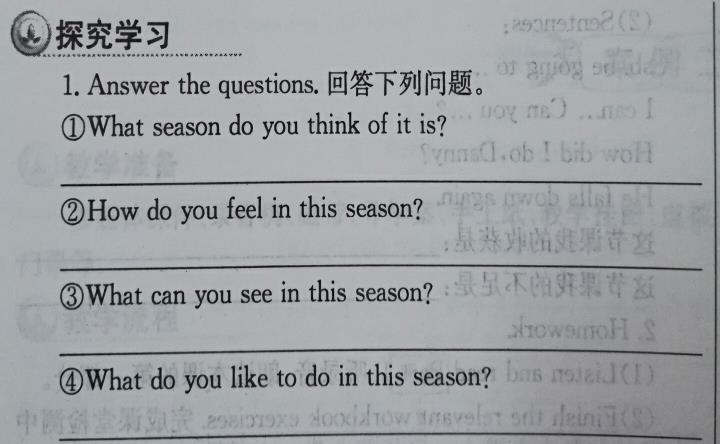 探究学习
1. Answer the questions. 回答下列问题。
①What season do you think of it is?
②How do you feel in this season?
③What can you see in this season?
④What do you like to do in this season?